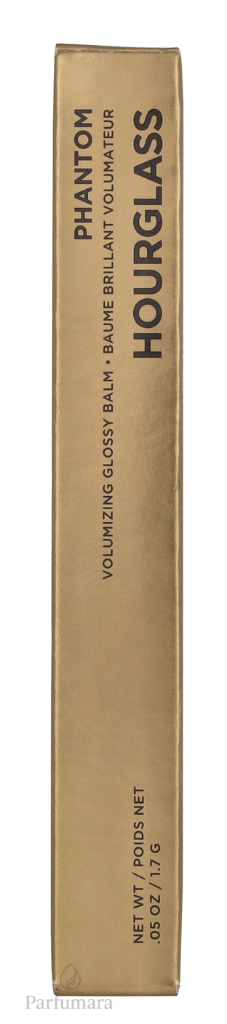 PHANTOM
VOLUMIZING GLOSSY BALM • BAUME BRILLANT VOLUMATEUR
HOURGLASS
NET WT / POIDS NET
.05 OZ / 1.7 G
Parfumara